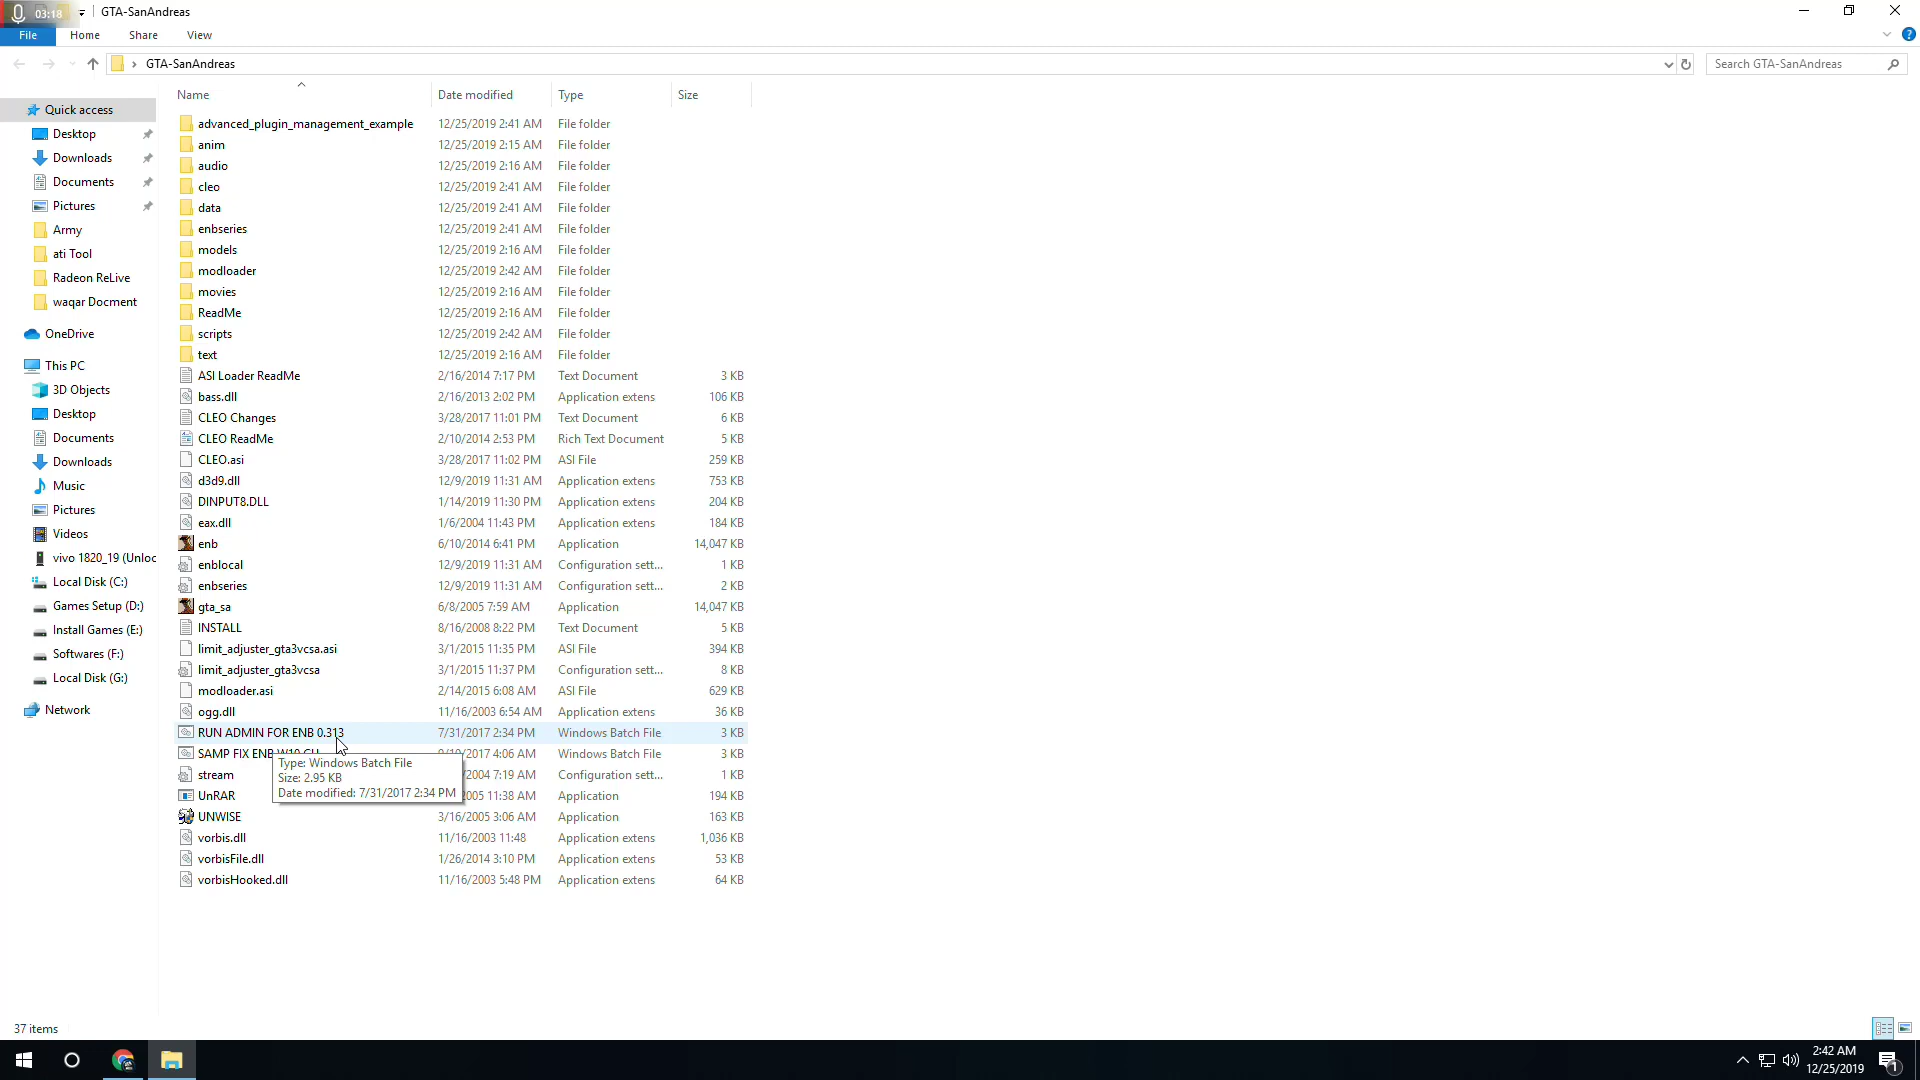 03:18 GTA-SanAndreas
File Home Share View
GTA-SanAndreas Search GTA-SanAndreas
Name Date modified Type Size
Quick access
Desktop
Downloads
Documents
Pictures
Army
ati Tool
Radeon ReLive
waqar Docment
OneDrive
This PC
3D Objects
Desktop
Documents
Downloads
Music
Pictures
Videos
vivo 1820_19 (Unloc
Local Disk (C:)
Games Setup (D:)
Install Games (E:)
Softwares (F:)
Local Disk (G:)
Network
advanced_plugin_management_example 12/25/2019 2:41 AM File folder
anim 12/25/2019 2:15 AM File folder
audio 12/25/2019 2:16 AM File folder
cleo 12/25/2019 2:41 AM File folder
data 12/25/2019 2:41 AM File folder
enbseries 12/25/2019 2:41 AM File folder
models 12/25/2019 2:16 AM File folder
modloader 12/25/2019 2:42 AM File folder
movies 12/25/2019 2:16 AM File folder
ReadMe 12/25/2019 2:16 AM File folder
scripts 12/25/2019 2:42 AM File folder
text 12/25/2019 2:16 AM File folder
ASI Loader ReadMe 2/16/2014 7:17 PM Text Document 3 KB
bass.dll 2/16/2013 2:02 PM Application extens 106 KB
CLEO Changes 3/28/2017 11:01 PM Text Document 6 KB
CLEO ReadMe 2/10/2014 2:53 PM Rich Text Document 5 KB
CLEO.asi 3/28/2017 11:02 PM ASI File 259 KB
d3d9.dll 12/9/2019 11:31 AM Application extens 753 KB
DINPUT8.DLL 1/14/2019 11:30 PM Application extens 204 KB
eax.dll 1/6/2004 11:43 PM Application extens 184 KB
enb 6/10/2014 6:41 PM Application 14,047 KB
enblocal 12/9/2019 11:31 AM Configuration sett... 1 KB
enbseries 12/9/2019 11:31 AM Configuration sett... 2 KB
gta_sa 6/8/2005 7:59 AM Application 14,047 KB
INSTALL 8/16/2008 8:22 PM Text Document 5 KB
limit_adjuster_gta3vcsa.asi 3/1/2015 11:35 PM ASI File 394 KB
limit_adjuster_gta3vcsa 3/1/2015 11:37 PM Configuration sett... 8 KB
modloader.asi 2/14/2015 6:08 AM ASI File 629 KB
ogg.dll 11/16/2003 6:54 AM Application extens 36 KB
RUN ADMIN FOR ENB 0.313 7/31/2017 2:34 PM Windows Batch File 3 KB
SAMP FIX ENB 2017 4:06 AM Windows Batch File 3 KB
stream 2004 7:19 AM Configuration sett... 1 KB
UnRAR 2005 11:38 AM Application 194 KB
UNWISE 3/16/2005 3:06 AM Application 163 KB
vorbis.dll 11/16/2003 11:48 Application extens 1,036 KB
vorbisFile.dll 1/26/2014 3:10 PM Application extens 53 KB
vorbisHooked.dll 11/16/2003 5:48 PM Application extens 64 KB
Type: Windows Batch File
Size: 2.95 KB
Date modified: 7/31/2017 2:34 PM
37 items
2:42 AM
12/25/2019
1